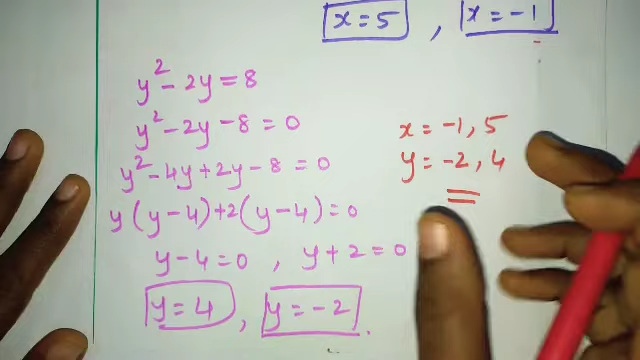 x = 5 , x = -1
y² - 2y = 8
y² - 2y - 8 = 0
y² - 4y + 2y - 8 = 0
y(y - 4) + 2(y - 4) = 0
y - 4 = 0 , y + 2 = 0
y = 4 , y = -2 .
x = -1, 5
y = -2, 4